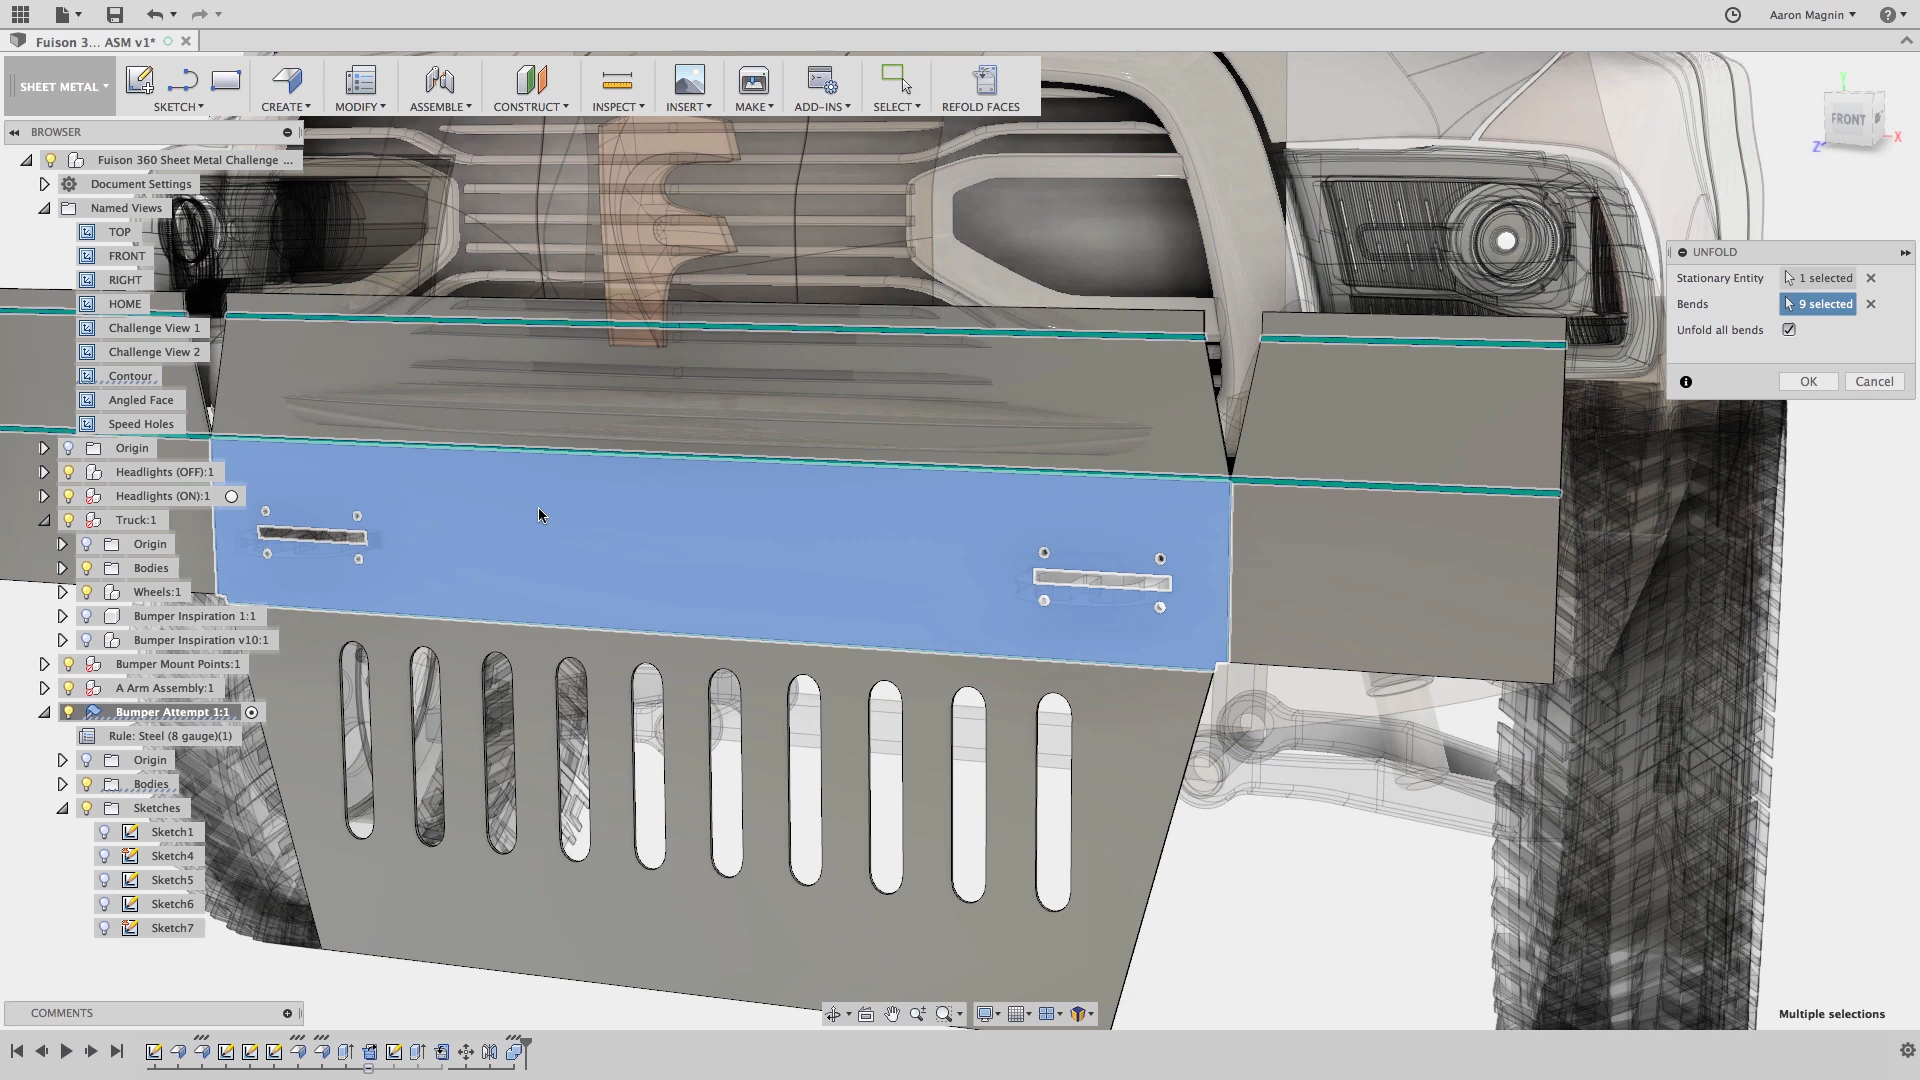 Aaron Magnin
Fuison 3... ASM v1*
SHEET METAL
SKETCH
CREATE
MODIFY
ASSEMBLE
CONSTRUCT
INSPECT
INSERT
MAKE
ADD-INS
SELECT
REFOLD FACES
FRONT
Y
X
Z
BROWSER
Fuison 360 Sheet Metal Challenge ...
Document Settings
Named Views
TOP
FRONT
RIGHT
HOME
Challenge View 1
Challenge View 2
Contour
Angled Face
Speed Holes
Origin
Headlights (OFF):1
Headlights (ON):1
Truck:1
Origin
Bodies
Wheels:1
Bumper Inspiration 1:1
Bumper Inspiration v10:1
Bumper Mount Points:1
A Arm Assembly:1
Bumper Attempt 1:1
Rule: Steel (8 gauge)(1)
Origin
Bodies
Sketches
Sketch1
Sketch4
Sketch5
Sketch6
Sketch7
UNFOLD
Stationary Entity 1 selected
Bends 9 selected
Unfold all bends
OK Cancel
COMMENTS
Multiple selections